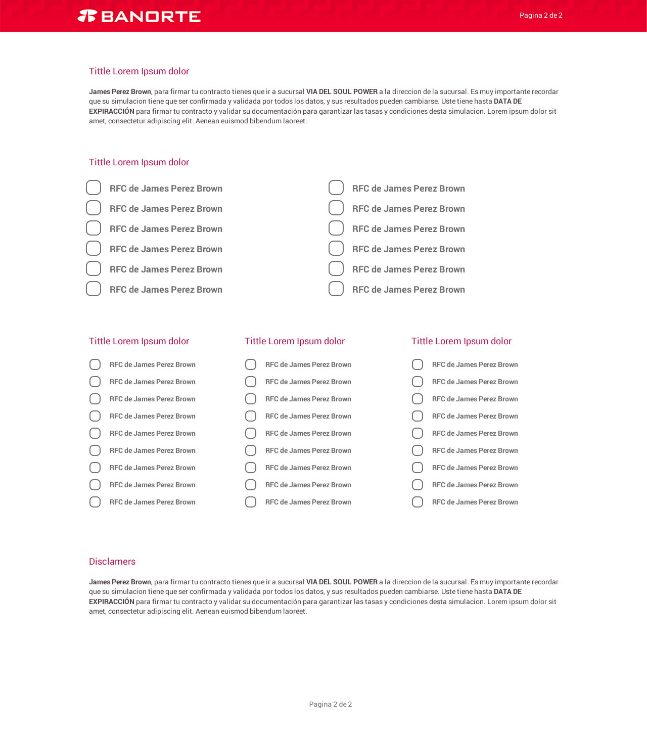 BANORTE
Pagina 2 de 2
Tittle Lorem Ipsum dolor
James Perez Brown, para firmar tu contracto tienes que ir a sucursal VIA DEL SOUL POWER a la direccion de la sucursal. Es muy importante recordar
que su simulacion tiene que ser confirmada y validada por todos los datos, y sus resultados pueden cambiarse. Uste tiene hasta DATA DE
EXPIRACCIÓN para firmar tu contracto y validar su documentación para garantizar las tasas y condiciones desta simulacion. Lorem ipsum dolor sit
amet, consectetur adipiscing elit. Aenean euismod bibendum laoreet.
Tittle Lorem Ipsum dolor
RFC de James Perez Brown
RFC de James Perez Brown
RFC de James Perez Brown
RFC de James Perez Brown
RFC de James Perez Brown
RFC de James Perez Brown
RFC de James Perez Brown
RFC de James Perez Brown
RFC de James Perez Brown
RFC de James Perez Brown
RFC de James Perez Brown
RFC de James Perez Brown
Tittle Lorem Ipsum dolor
RFC de James Perez Brown
RFC de James Perez Brown
RFC de James Perez Brown
RFC de James Perez Brown
RFC de James Perez Brown
RFC de James Perez Brown
RFC de James Perez Brown
RFC de James Perez Brown
RFC de James Perez Brown
Tittle Lorem Ipsum dolor
RFC de James Perez Brown
RFC de James Perez Brown
RFC de James Perez Brown
RFC de James Perez Brown
RFC de James Perez Brown
RFC de James Perez Brown
RFC de James Perez Brown
RFC de James Perez Brown
RFC de James Perez Brown
Tittle Lorem Ipsum dolor
RFC de James Perez Brown
RFC de James Perez Brown
RFC de James Perez Brown
RFC de James Perez Brown
RFC de James Perez Brown
RFC de James Perez Brown
RFC de James Perez Brown
RFC de James Perez Brown
RFC de James Perez Brown
Disclamers
James Perez Brown, para firmar tu contracto tienes que ir a sucursal VIA DEL SOUL POWER a la direccion de la sucursal. Es muy importante recordar
que su simulacion tiene que ser confirmada y validada por todos los datos, y sus resultados pueden cambiarse. Uste tiene hasta DATA DE
EXPIRACCIÓN para firmar tu contracto y validar su documentación para garantizar las tasas y condiciones desta simulacion. Lorem ipsum dolor sit
amet, consectetur adipiscing elit. Aenean euismod bibendum laoreet.
Pagina 2 de 2